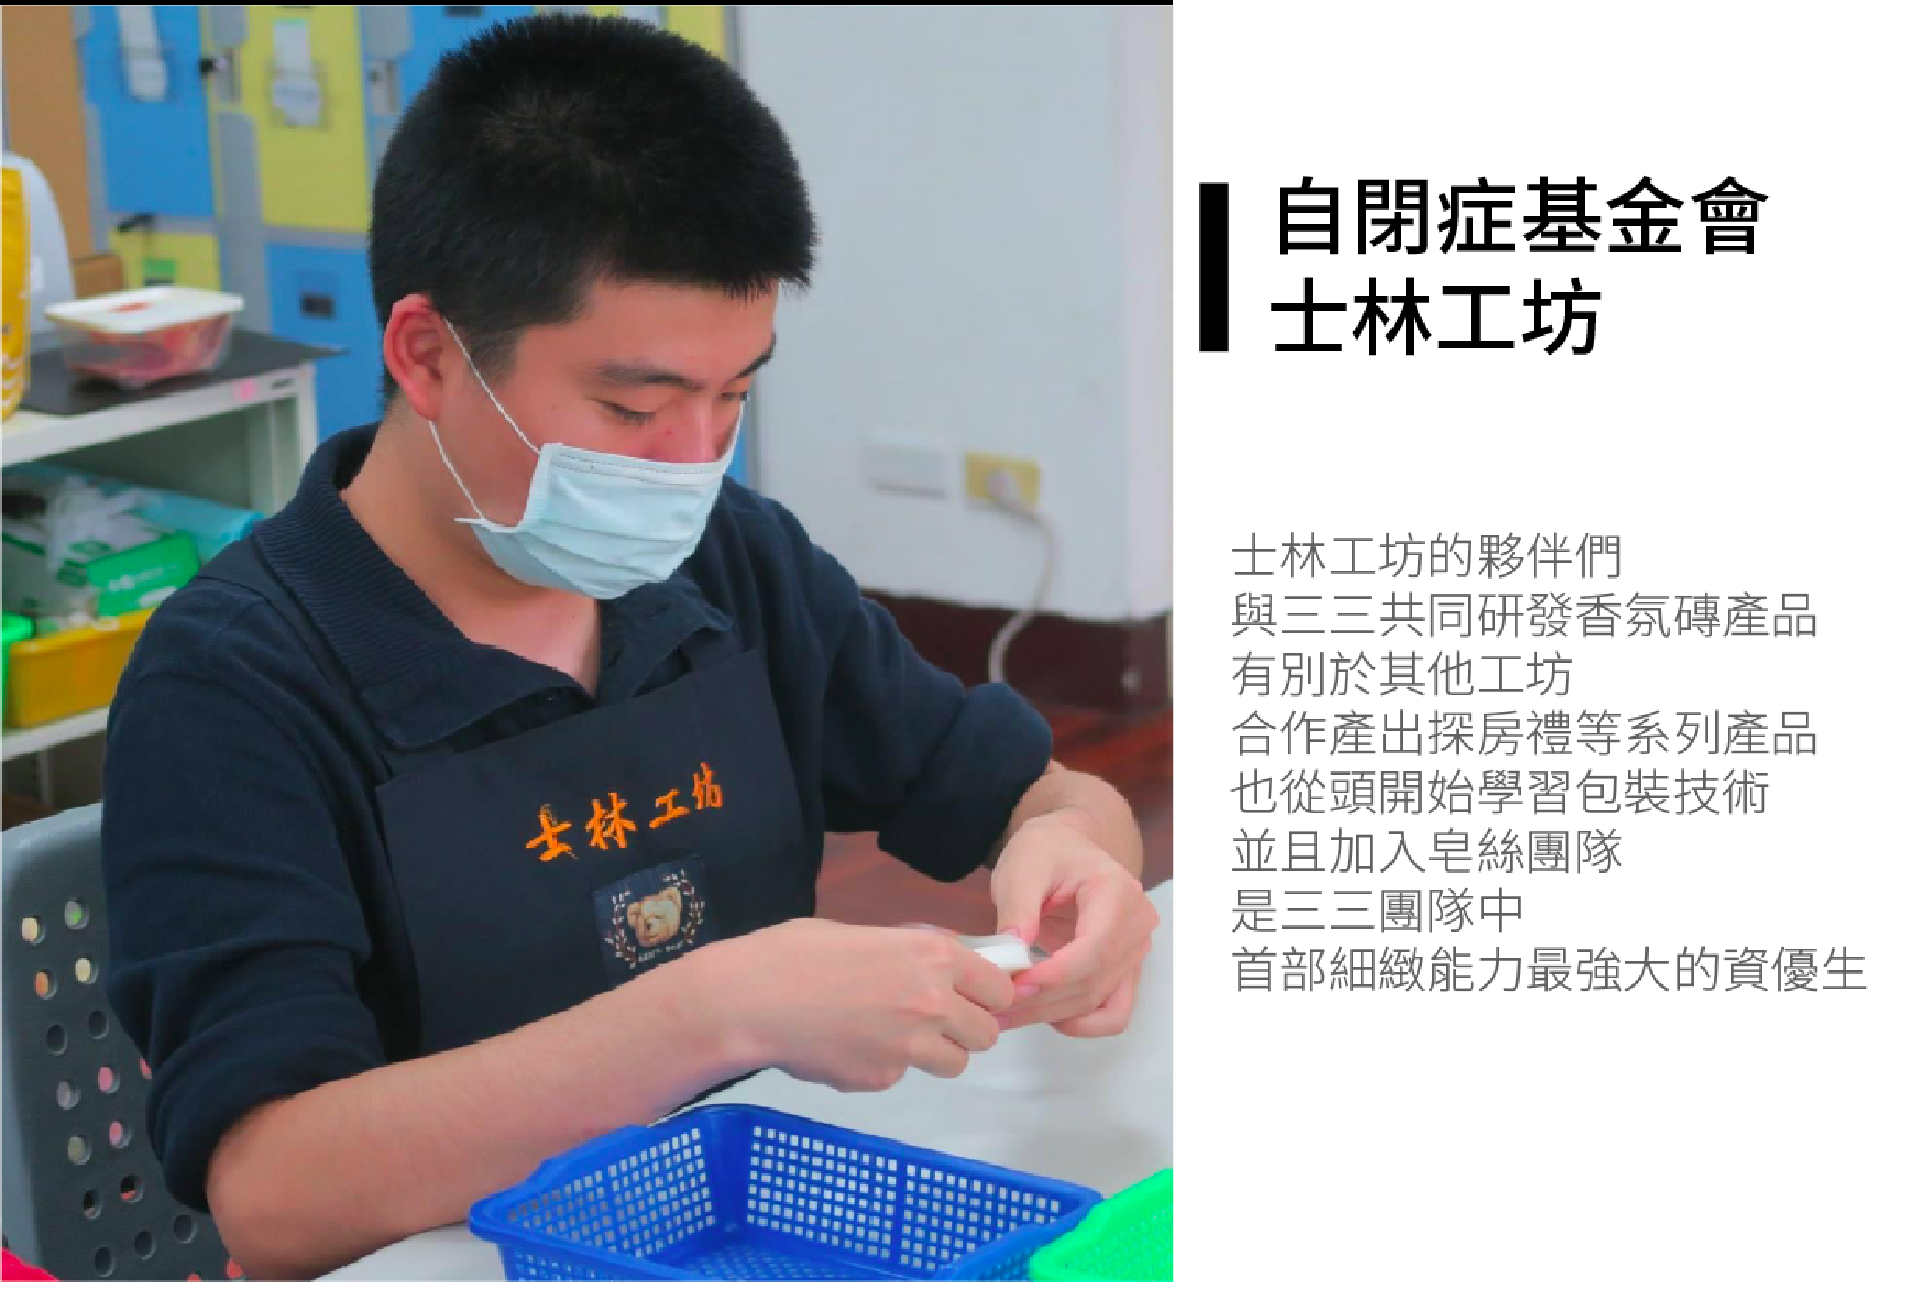 自閉症基金會
士林工坊
士林工坊的夥伴們
與三三共同研發香氛磚產品
有別於其他工坊
合作產出探房禮等系列產品
也從頭開始學習包裝技術
並且加入皂絲團隊
是三三團隊中
首部細緻能力最強大的資優生
士林工坊